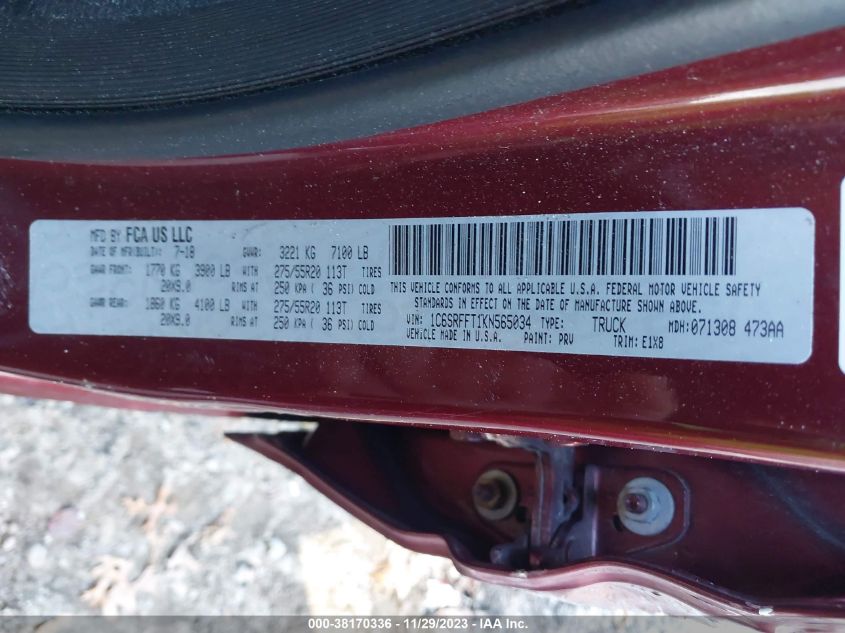 MFD BY FCA US LLC
DATE OF MFR(BUILT): 7-18 GVWR: 3221 KG 7100 LB
GAWR FRONT: 1770 KG 3900 LB WITH 275/55R20 113T TIRES
20X9.0 RIMS AT 250 KPA ( 36 PSI) COLD
GAWR REAR: 1860 KG 4100 LB WITH 275/55R20 113T TIRES
20X9.0 RIMS AT 250 KPA ( 36 PSI) COLD
THIS VEHICLE CONFORMS TO ALL APPLICABLE U.S.A. FEDERAL MOTOR VEHICLE SAFETY
STANDARDS IN EFFECT ON THE DATE OF MANUFACTURE SHOWN ABOVE.
VIN: 1C6SRFFT1KN565034 TYPE: TRUCK MDH: 071308 473AA
VEHICLE MADE IN U.S.A. PAINT: PRV TRIM: E1X8
© - 38170336 - 11/29/2023 - IAAI.COM